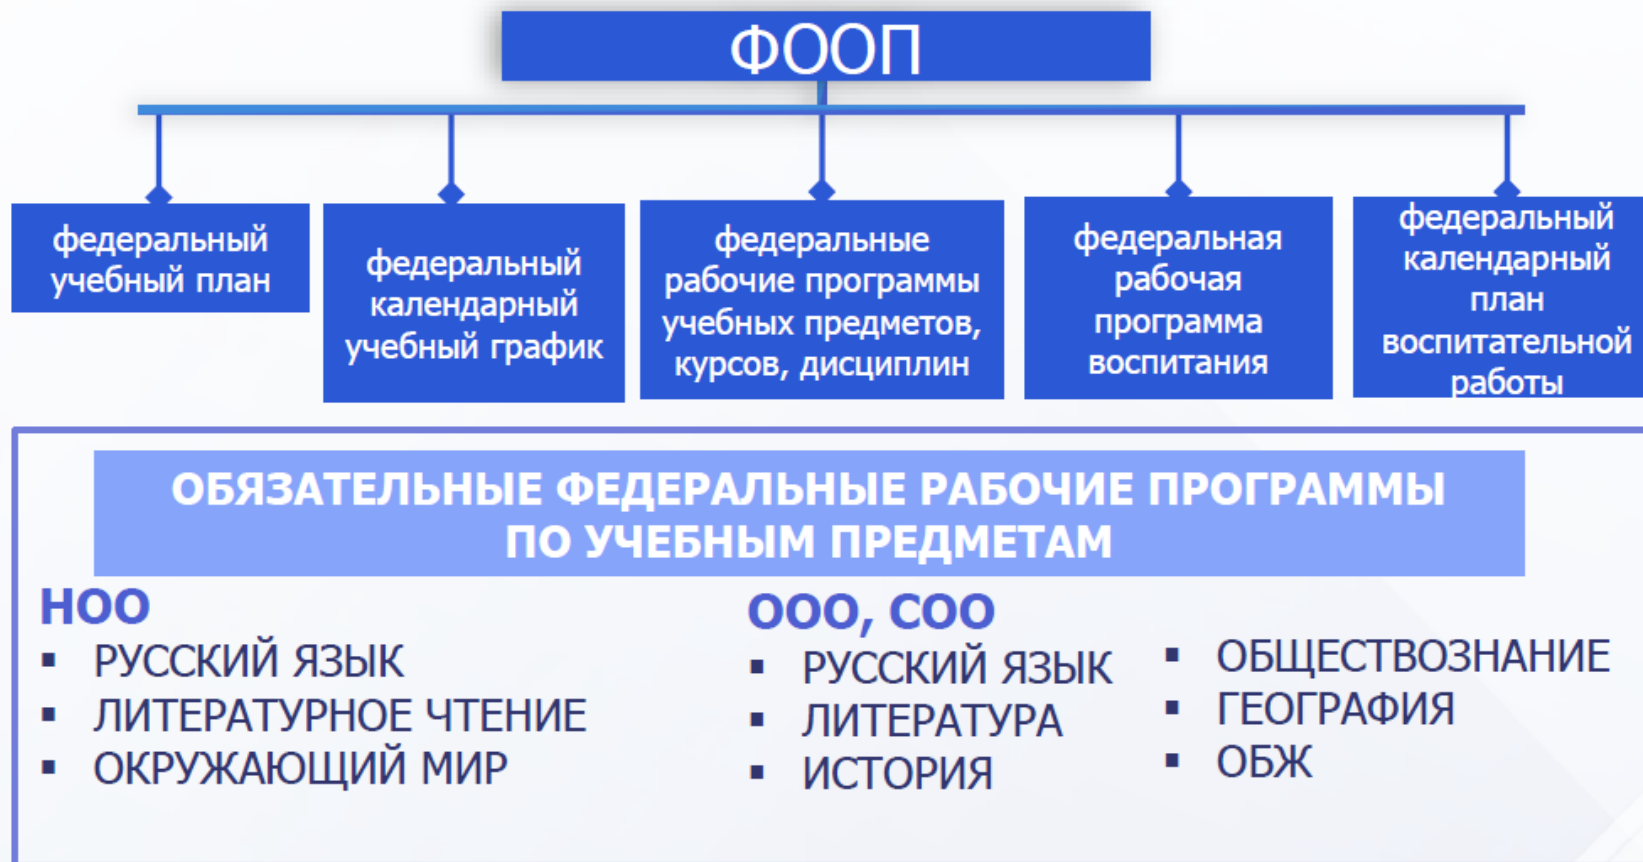 ФООП
федеральный
учебный план
федеральный
календарный
учебный график
федеральные
рабочие программы
учебных предметов,
курсов, дисциплин
федеральная
рабочая
программа
воспитания
федеральный
календарный
план
воспитательной
работы
ОБЯЗАТЕЛЬНЫЕ ФЕДЕРАЛЬНЫЕ РАБОЧИЕ ПРОГРАММЫ
ПО УЧЕБНЫМ ПРЕДМЕТАМ
НОО
▪ РУССКИЙ ЯЗЫК
▪ ЛИТЕРАТУРНОЕ ЧТЕНИЕ
▪ ОКРУЖАЮЩИЙ МИР
ООО, СОО
▪ РУССКИЙ ЯЗЫК
▪ ЛИТЕРАТУРА
▪ ИСТОРИЯ
▪ ОБЩЕСТВОЗНАНИЕ
▪ ГЕОГРАФИЯ
▪ ОБЖ